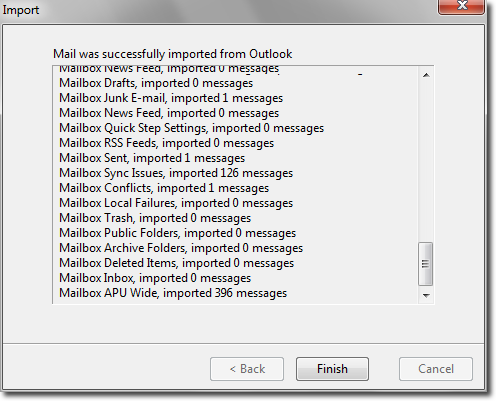 Import
Mail was successfully imported from Outlook
Mailbox News Feed, imported 0 messages
Mailbox Drafts, imported 0 messages
Mailbox Junk E-mail, imported 1 messages
Mailbox News Feed, imported 0 messages
Mailbox Quick Step Settings, imported 0 messages
Mailbox RSS Feeds, imported 0 messages
Mailbox Sent, imported 1 messages
Mailbox Sync Issues, imported 126 messages
Mailbox Conflicts, imported 1 messages
Mailbox Local Failures, imported 0 messages
Mailbox Trash, imported 0 messages
Mailbox Public Folders, imported 0 messages
Mailbox Archive Folders, imported 0 messages
Mailbox Deleted Items, imported 0 messages
Mailbox Inbox, imported 0 messages
Mailbox APU Wide, imported 396 messages
< Back
Finish
Cancel